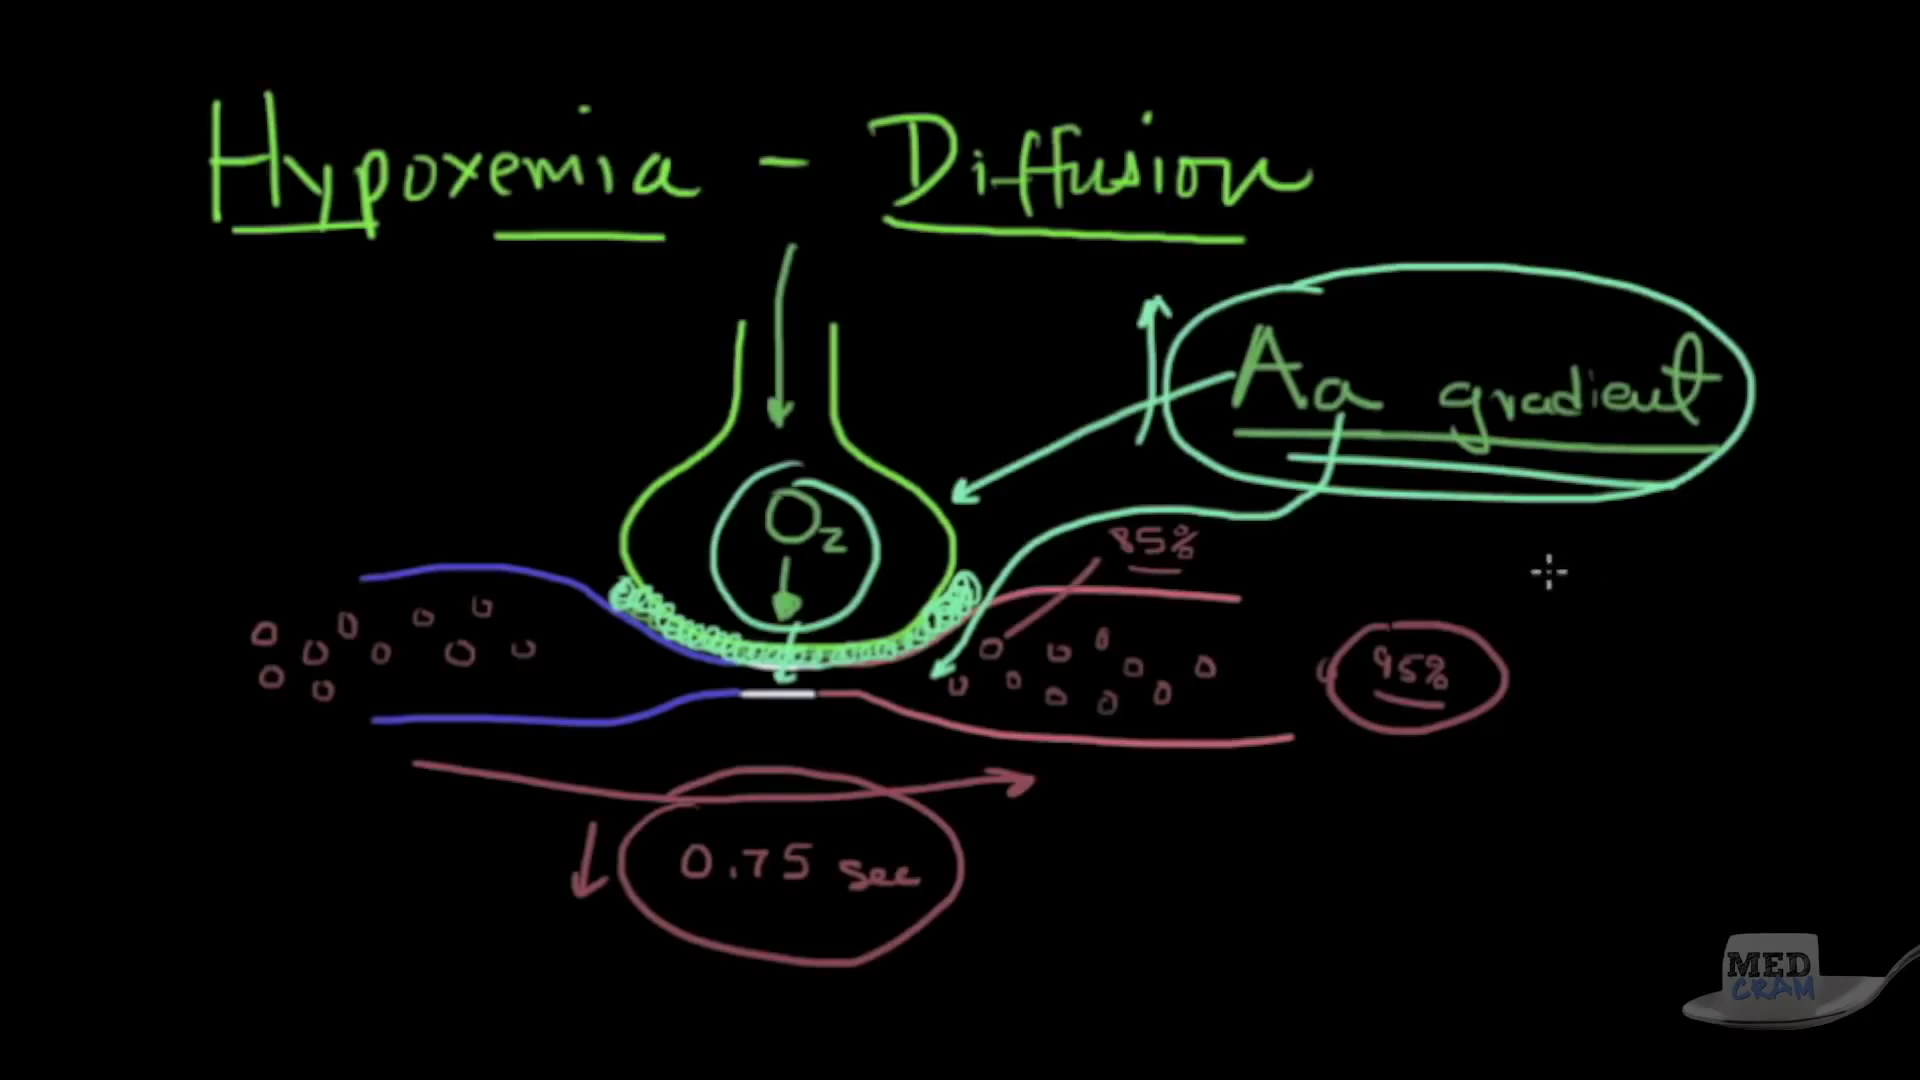 Hypoxemia - Diffusion
Aa gradient
O2
85%
95%
0.75 sec
MED
CRAM